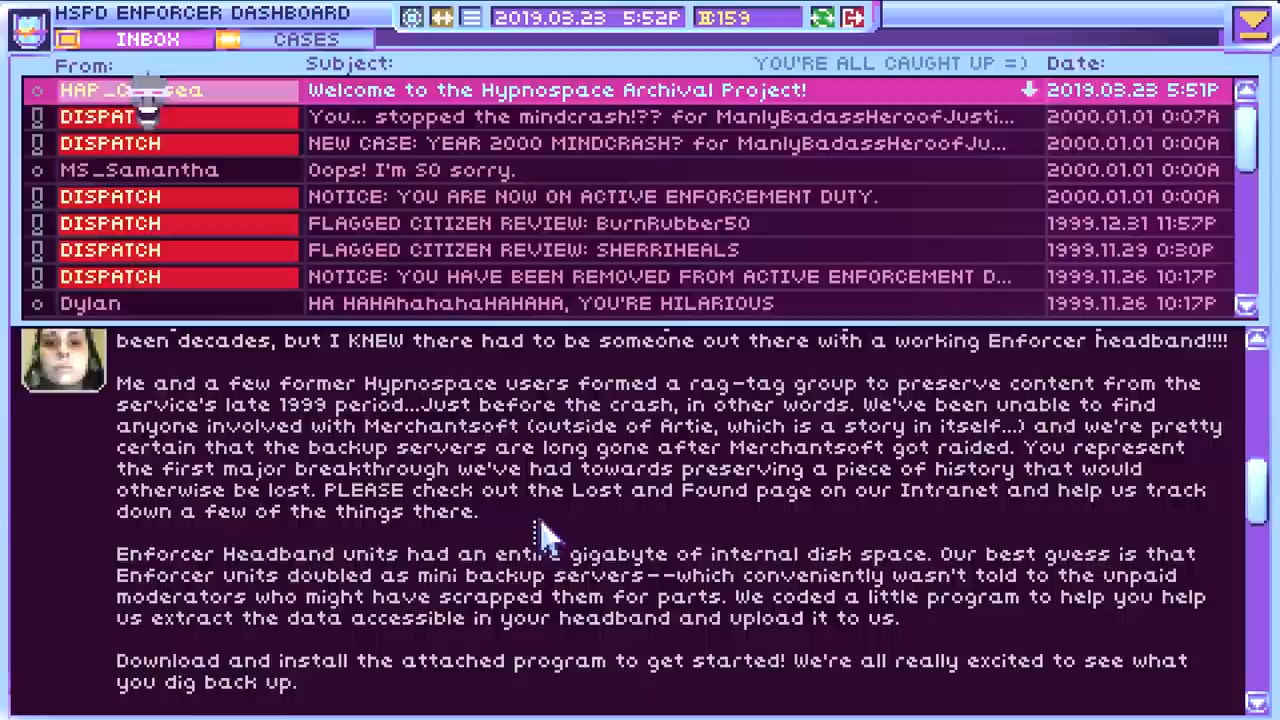 HSPD ENFORCER DASHBOARD
2019.03.23 5:52P
159
INBOX
CASES
From:
Subject:
YOU'RE ALL CAUGHT UP =)
Date:
Welcome to the Hypnospace Archival Project!
2019.03.23 5:51P
You... stopped the mindcrash!?? for ManlyBadassHeroofJusti...
2000.01.01 0:07A
DISPATCH
NEW CASE: YEAR 2000 MINDCRASH? for ManlyBadassHeroofJu...
2000.01.01 0:00A
MS_Samantha
Oops! I'm SO sorry.
2000.01.01 0:00A
DISPATCH
NOTICE: YOU ARE NOW ON ACTIVE ENFORCEMENT DUTY.
2000.01.01 0:00A
DISPATCH
FLAGGED CITIZEN REVIEW: BurnRubber50
1999.12.31 11:57P
DISPATCH
FLAGGED CITIZEN REVIEW: SHERRIHEALS
1999.11.29 0:30P
DISPATCH
NOTICE: YOU HAVE BEEN REMOVED FROM ACTIVE ENFORCEMENT D...
1999.11.26 10:17P
Dylan
HA HAHAhahahaHAHAHA, YOU'RE HILARIOUS
1999.11.26 10:17P
been decades, but I KNEW there had to be someone out there with a working Enforcer headband!!!!
Me and a few former Hypnospace users formed a rag-tag group to preserve content from the
service's late 1999 period...Just before the crash, in other words. We've been unable to find
anyone involved with Merchantsoft (outside of Artie, which is a story in itself...) and we're pretty
certain that the backup servers are long gone after Merchantsoft got raided. You represent
the first major breakthrough we've had towards preserving a piece of history that would
otherwise be lost. PLEASE check out the Lost and Found page on our Intranet and help us track
down a few of the things there.
Enforcer Headband units had an entire gigabyte of internal disk space. Our best guess is that
Enforcer units doubled as mini backup servers--which conveniently wasn't told to the unpaid
moderators who might have scrapped them for parts. We coded a little program to help you help
us extract the data accessible in your headband and upload it to us.
Download and install the attached program to get started! We're all really excited to see what
you dig back up.